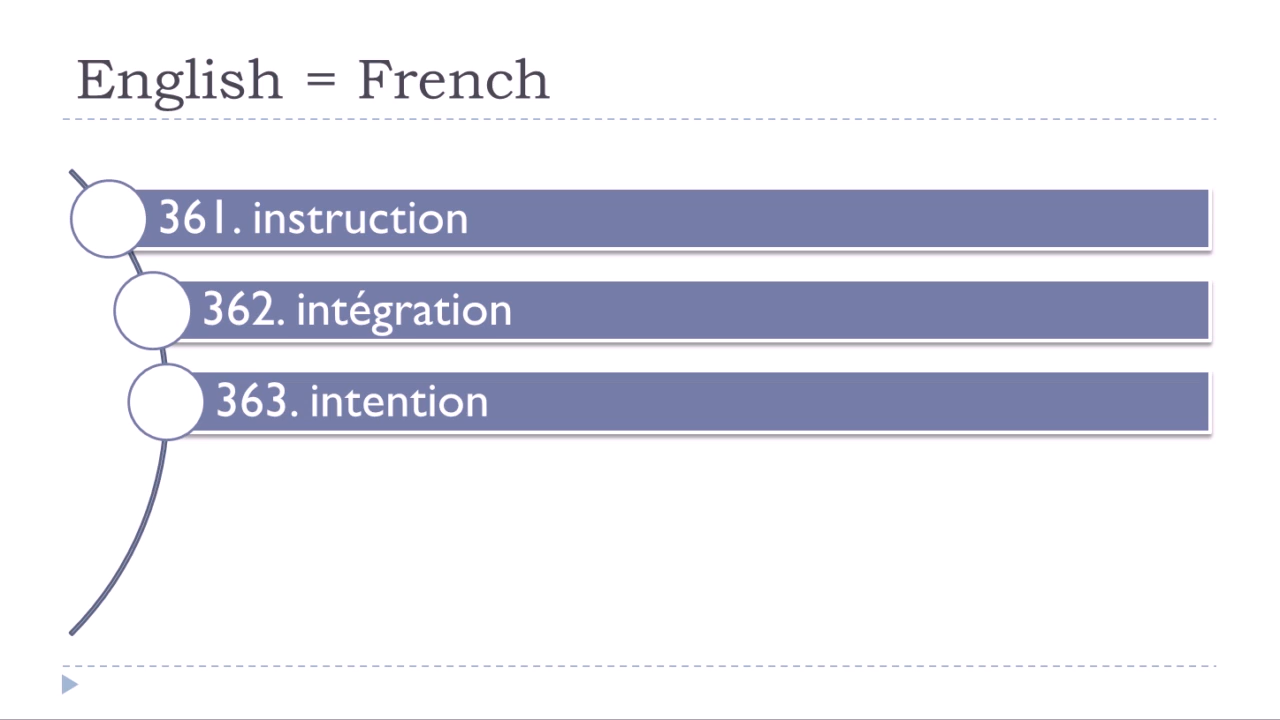 English = French
361. instruction
362. intégration
363. intention